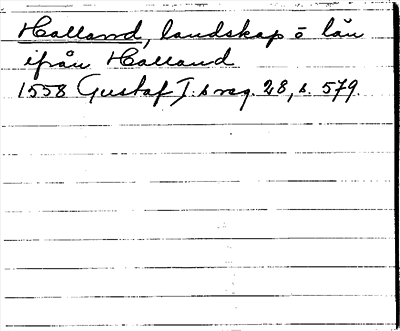 Halland, landskap ō län
ifrån Halland
1558 Gustaf I:s reg. 28, s. 579.